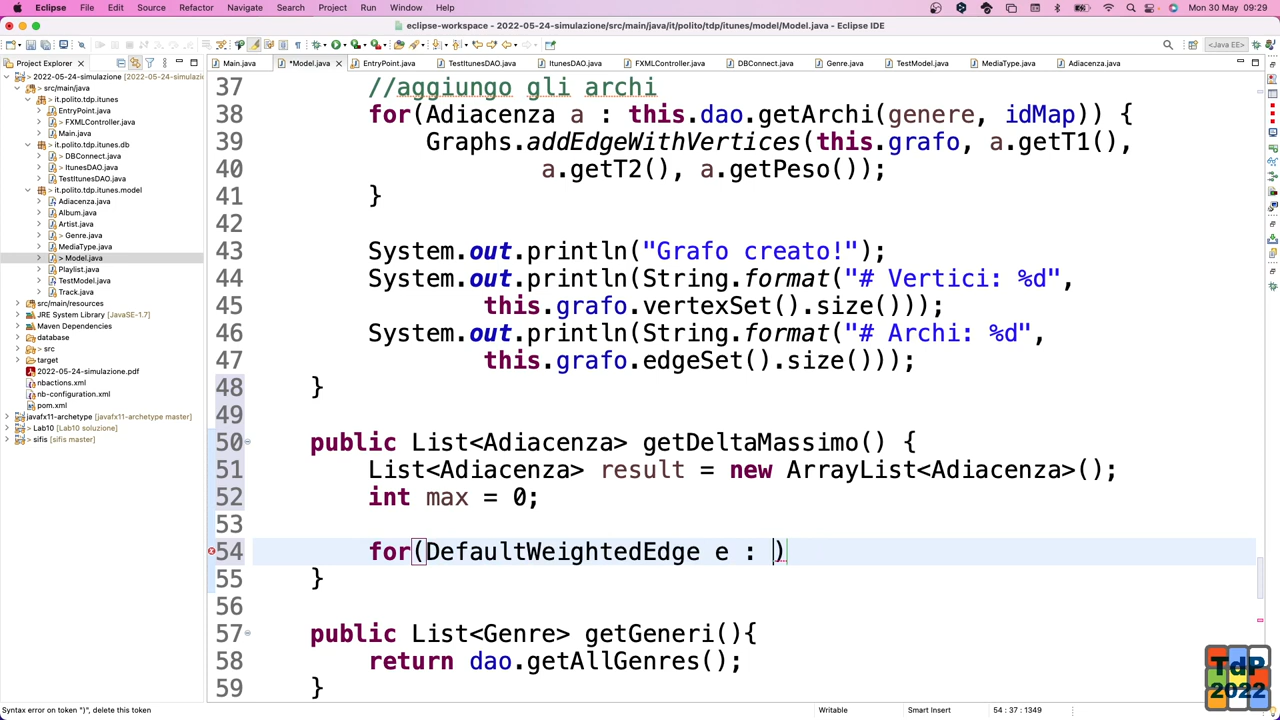 Eclipse File Edit Source Refactor Navigate Search Project Run Window Help Mon 30 May 09:29
eclipse-workspace - 2022-05-24-simulazione/src/main/java/it/polito/tdp/itunes/model/Model.java - Eclipse IDE
<Java EE>
Project Explorer
Main.java *Model.java EntryPoint.java TestItunesDAO.java ItunesDAO.java FXMLController.java DBConnect.java Genre.java TestModel.java MediaType.java Adiacenza.java
2022-05-24-simulazione (2022-05-24-simulazi
src/main/java
it.polito.tdp.itunes
EntryPoint.java
> FXMLController.java
Main.java
it.polito.tdp.itunes.db
DBConnect.java
ItunesDAO.java
TestItunesDAO.java
it.polito.tdp.itunes.model
Adiacenza.java
Album.java
Artist.java
> Genre.java
MediaType.java
> Model.java
Playlist.java
TestModel.java
Track.java
src/main/resources
JRE System Library [JavaSE-1.7]
Maven Dependencies
database
> src
target
2022-05-24-simulazione.pdf
nbactions.xml
nb-configuration.xml
pom.xml
javafx11-archetype [javafx11-archetype master]
Lab10 [Lab10 soluzione]
sifis [sifis master]
37 //aggiungo gli archi
38 for(Adiacenza a : this.dao.getArchi(genere, idMap)) {
39 Graphs.addEdgeWithVertices(this.grafo, a.getT1(),
40 a.getT2(), a.getPeso());
41 }
42
43 System.out.println("Grafo creato!");
44 System.out.println(String.format("# Vertici: %d",
45 this.grafo.vertexSet().size()));
46 System.out.println(String.format("# Archi: %d",
47 this.grafo.edgeSet().size()));
48 }
49
50 public List<Adiacenza> getDeltaMassimo() {
51 List<Adiacenza> result = new ArrayList<Adiacenza>();
52 int max = 0;
53
54 for(DefaultWeightedEdge e : )
55 }
56
57 public List<Genre> getGeneri(){
58 return dao.getAllGenres();
59 }
TdP
2022
Syntax error on token ")", delete this token Writable Smart Insert 54 : 37 : 1349